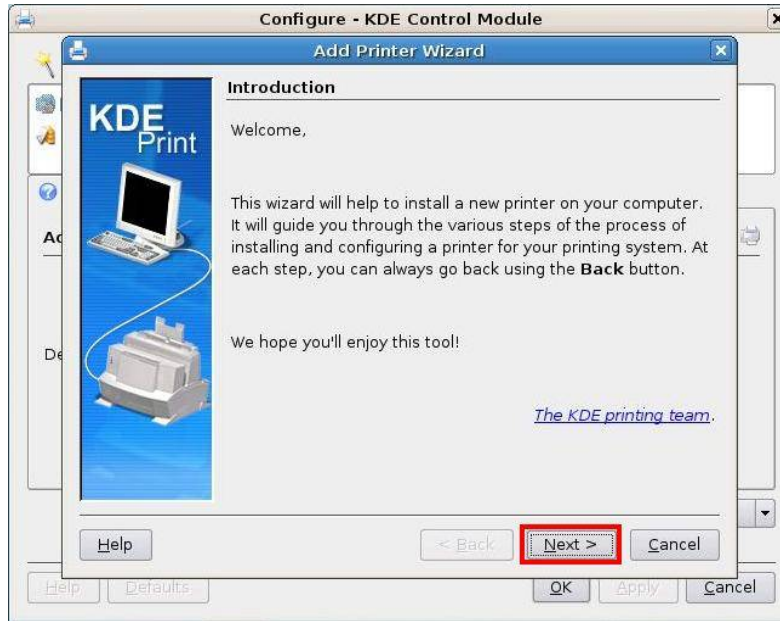 Configure - KDE Control Module
Add Printer Wizard
KDE
Print
Introduction
Welcome,
This wizard will help to install a new printer on your computer.
It will guide you through the various steps of the process of
installing and configuring a printer for your printing system. At
each step, you can always go back using the Back button.
We hope you'll enjoy this tool!
The KDE printing team.
Ad
De
Help
< Back
Next >
Cancel
Help
Defaults
OK
Apply
Cancel